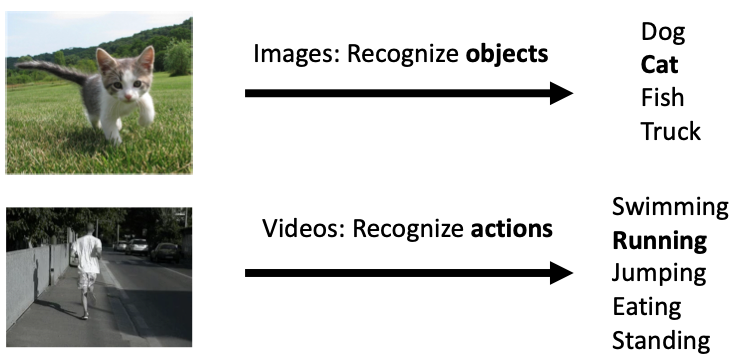 Images: Recognize objects
Dog
Cat
Fish
Truck
Videos: Recognize actions
Swimming
Running
Jumping
Eating
Standing